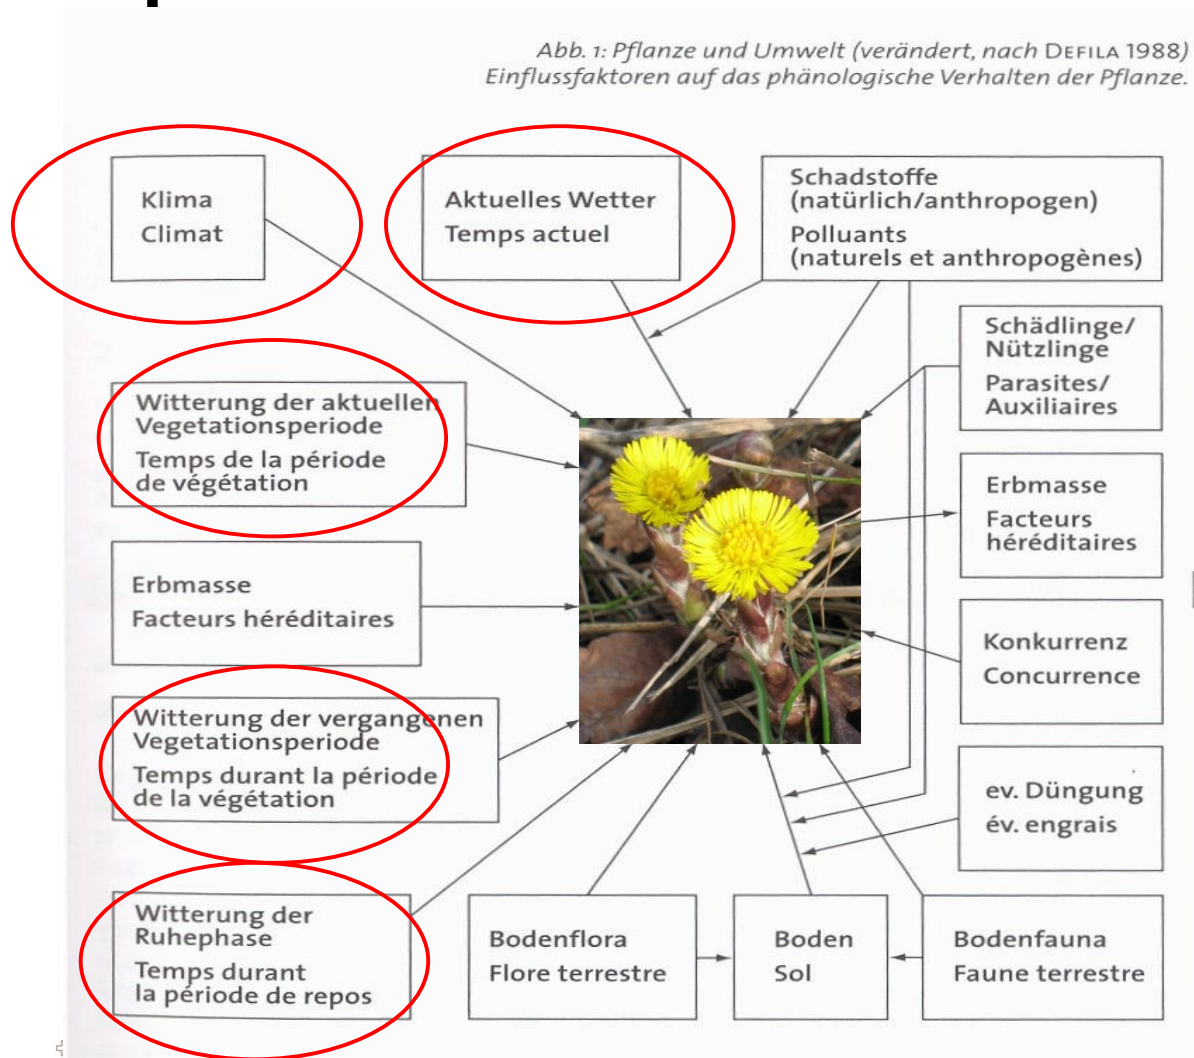 Abb. 1: Pflanze und Umwelt (verändert, nach DEFILA 1988)
Einflussfaktoren auf das phänologische Verhalten der Pflanze.
Klima
Climat
Aktuelles Wetter
Temps actuel
Schadstoffe
(natürlich/anthropogen)
Polluants
(naturels et anthropogènes)
Schädlinge/
Nützlinge
Parasites/
Auxiliaires
Witterung der aktuellen
Vegetationsperiode
Temps de la période
de végétation
Erbmasse
Facteurs
héréditaires
Erbmasse
Facteurs héréditaires
Konkurrenz
Concurrence
Witterung der vergangenen
Vegetationsperiode
Temps durant la période
de la végétation
ev. Düngung
év. engrais
Witterung der
Ruhephase
Temps durant
la période de repos
Bodenflora
Flore terrestre
Boden
Sol
Bodenfauna
Faune terrestre